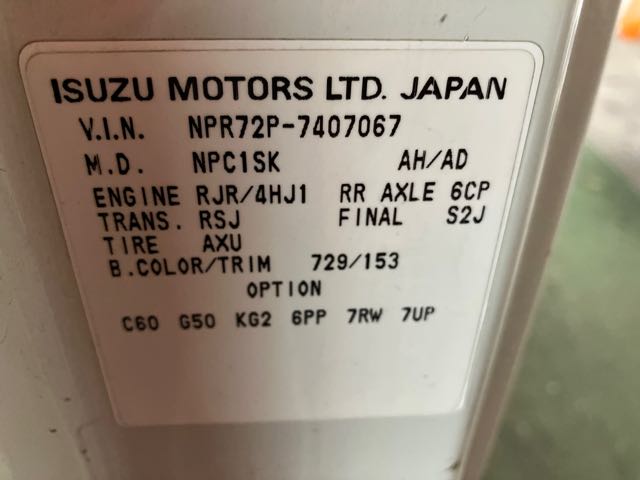 ISUZU MOTORS LTD. JAPAN
V.I.N. NPR72P-7407067
M.D. NPC1SK AH/AD
ENGINE RJR/4HJ1 RR AXLE 6CP
TRANS. RSJ FINAL S2J
TIRE AXU
B.COLOR/TRIM 729/153
OPTION
C60 G50 KG2 6PP 7RW 7UP